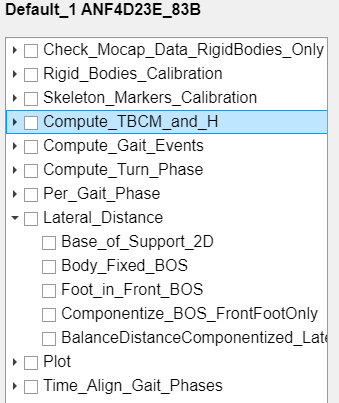 Default_1 ANF4D23E_83B
Check_Mocap_Data_RigidBodies_Only
Rigid_Bodies_Calibration
Skeleton_Markers_Calibration
Compute_TBCM_and_H
Compute_Gait_Events
Compute_Turn_Phase
Per_Gait_Phase
Lateral_Distance
Base_of_Support_2D
Body_Fixed_BOS
Foot_in_Front_BOS
Componentize_BOS_FrontFootOnly
BalanceDistanceComponentized_Late
Plot
Time_Align_Gait_Phases